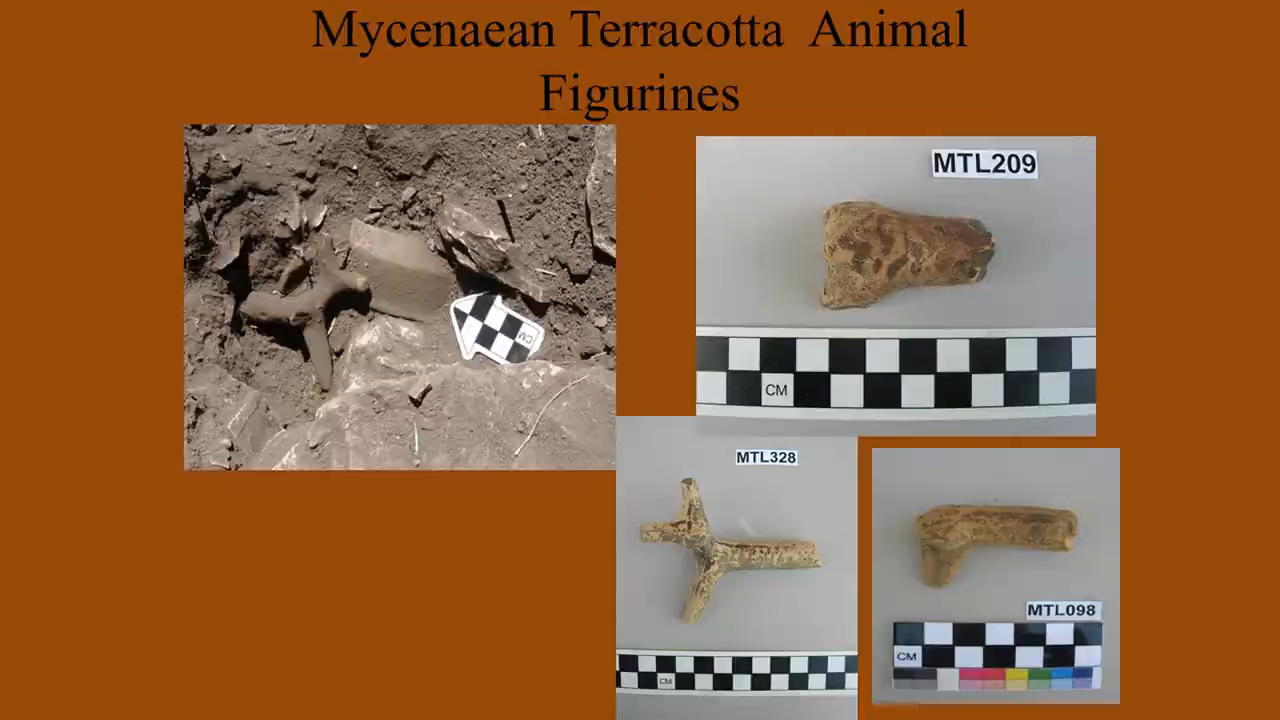 Mycenaean Terracotta Animal
Figurines
MTL209
CM
CM
MTL328
CM
MTL098
CM